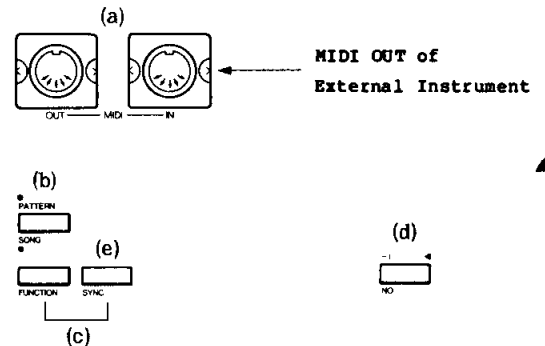 (a)
MIDI OUT of
External Instrument
OUT MIDI IN
(b)
PATTERN
SONG
(e)
(d)
-1
FUNCTION SYNC
NO
(c)